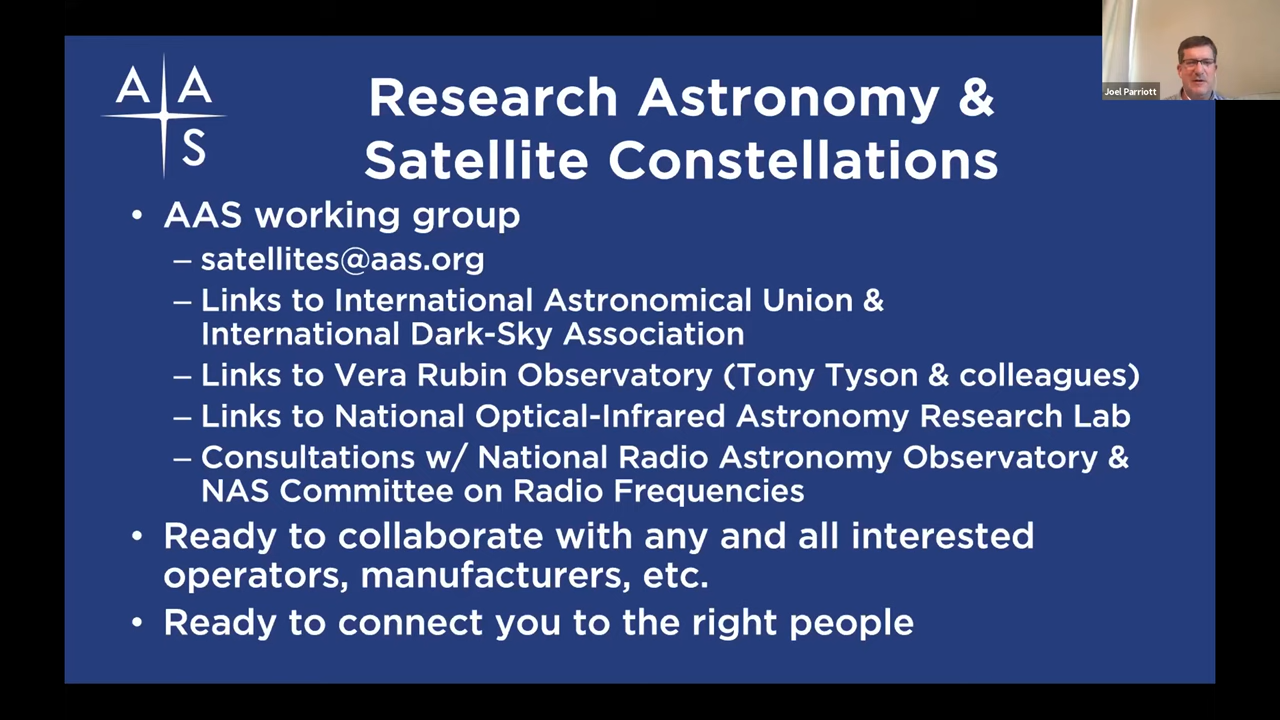 A A
S
Research Astronomy &
Satellite Constellations
Joel Parriott
• AAS working group
– satellites@aas.org
– Links to International Astronomical Union &
International Dark-Sky Association
– Links to Vera Rubin Observatory (Tony Tyson & colleagues)
– Links to National Optical-Infrared Astronomy Research Lab
– Consultations w/ National Radio Astronomy Observatory &
NAS Committee on Radio Frequencies
• Ready to collaborate with any and all interested
operators, manufacturers, etc.
• Ready to connect you to the right people